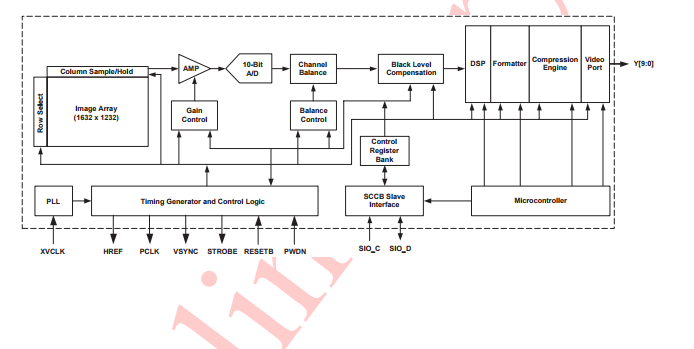 Column Sample/Hold
Row Select
Image Array
(1632 x 1232)
AMP
10-Bit
A/D
Channel
Balance
Black Level
Compensation
DSP
Formatter
Compression
Engine
Video
Port
Y[9:0]
Gain
Control
Balance
Control
Control
Register
Bank
PLL
Timing Generator and Control Logic
SCCB Slave
Interface
Microcontroller
XVCLK
HREF
PCLK
VSYNC
STROBE
RESETB
PWDN
SIO_C
SIO_D